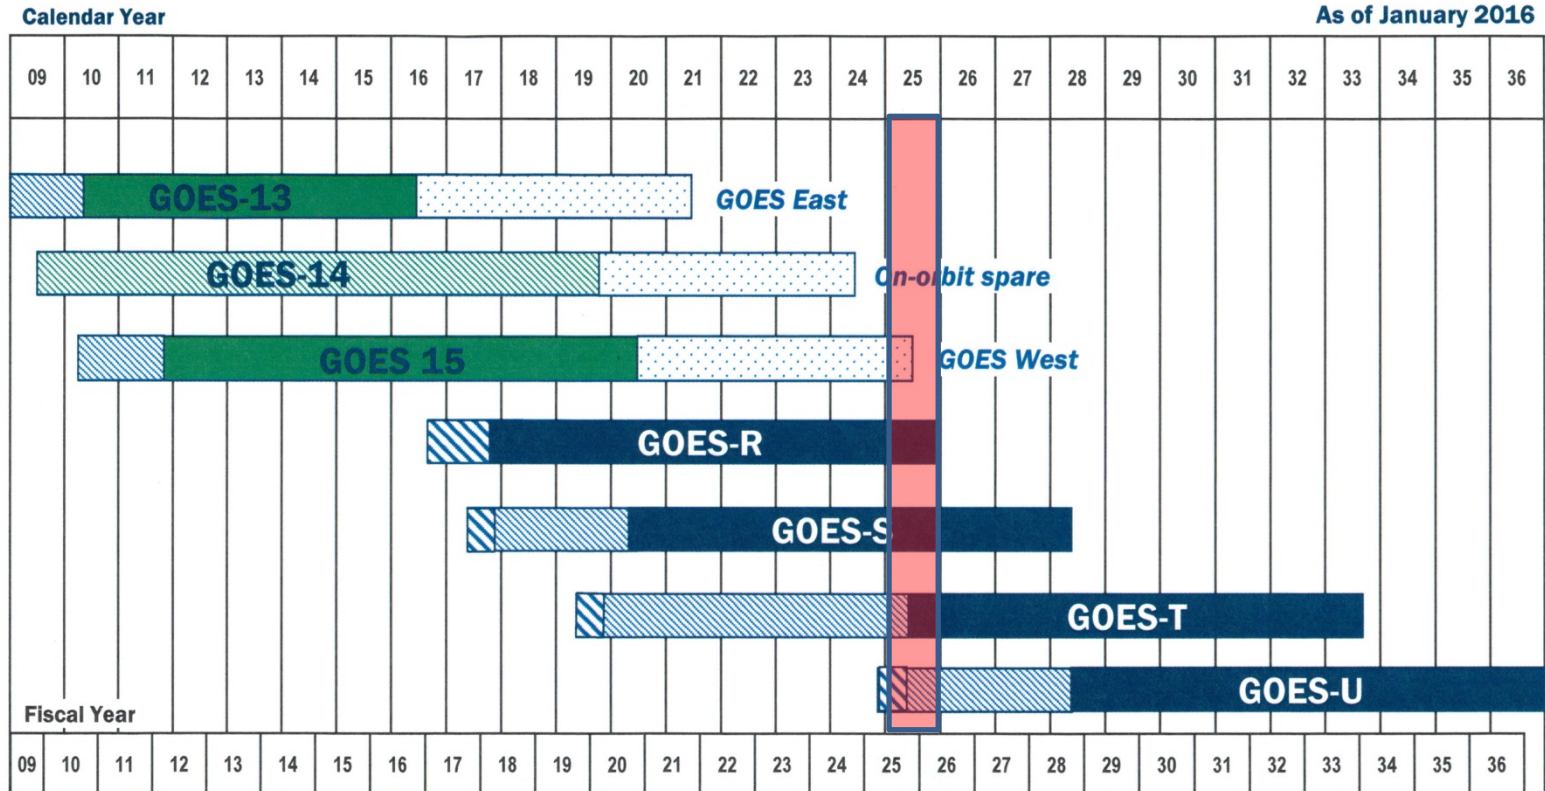 Calendar Year As of January 2016
09 10 11 12 13 14 15 16 17 18 19 20 21 22 23 24 25 26 27 28 29 30 31 32 33 34 35 36
GOES-13 GOES East
GOES-14 On-orbit spare
GOES 15 GOES West
GOES-R
GOES-S
GOES-T
GOES-U
Fiscal Year
09 10 11 12 13 14 15 16 17 18 19 20 21 22 23 24 25 26 27 28 29 30 31 32 33 34 35 36